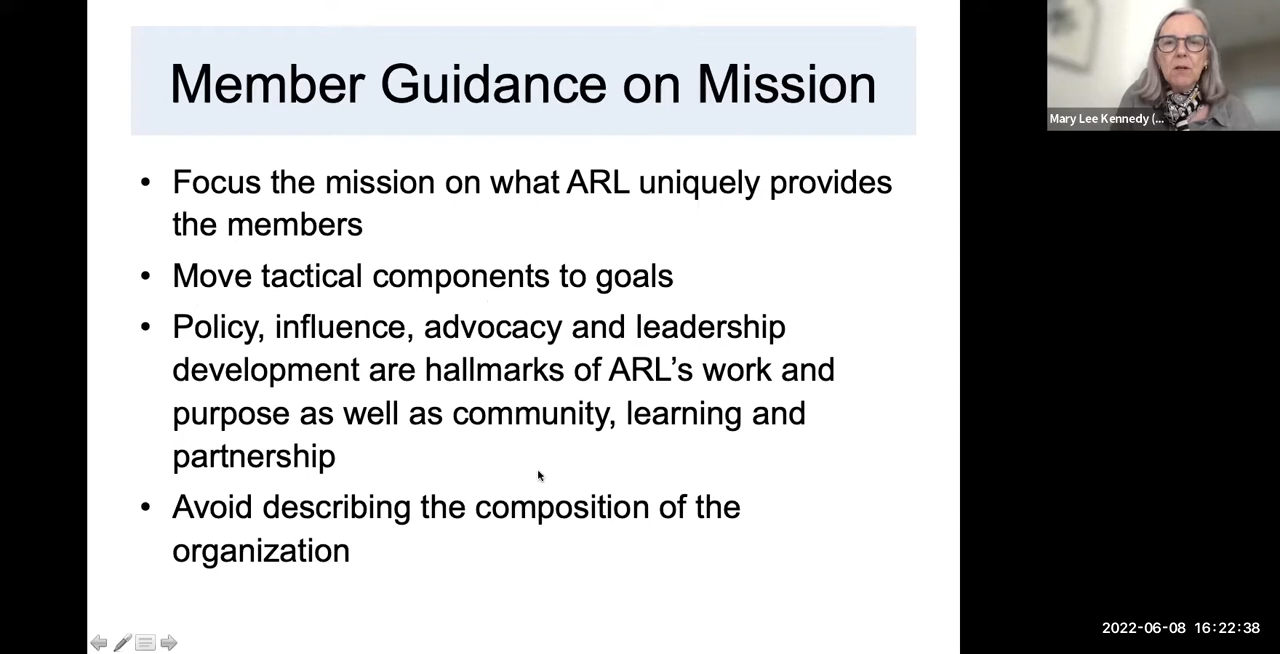 Member Guidance on Mission
• Focus the mission on what ARL uniquely provides
the members
• Move tactical components to goals
• Policy, influence, advocacy and leadership
development are hallmarks of ARL’s work and
purpose as well as community, learning and
partnership
• Avoid describing the composition of the
organization
Mary Lee Kennedy (...
2022-06-08 16:22:38